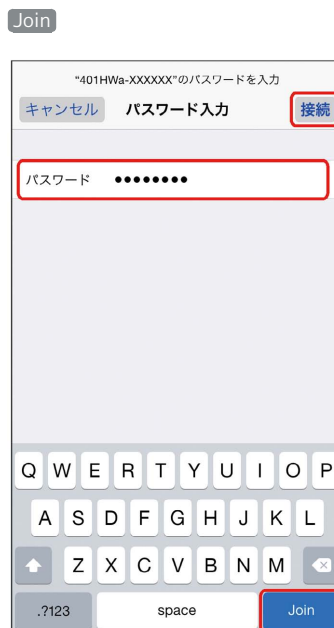 Join
“401HWa-XXXXXX”のパスワードを入力
キャンセル パスワード入力 接続
パスワード ●●●●●●●●
Q W E R T Y U I O P
A S D F G H J K L
Z X C V B N M
.?123 space Join